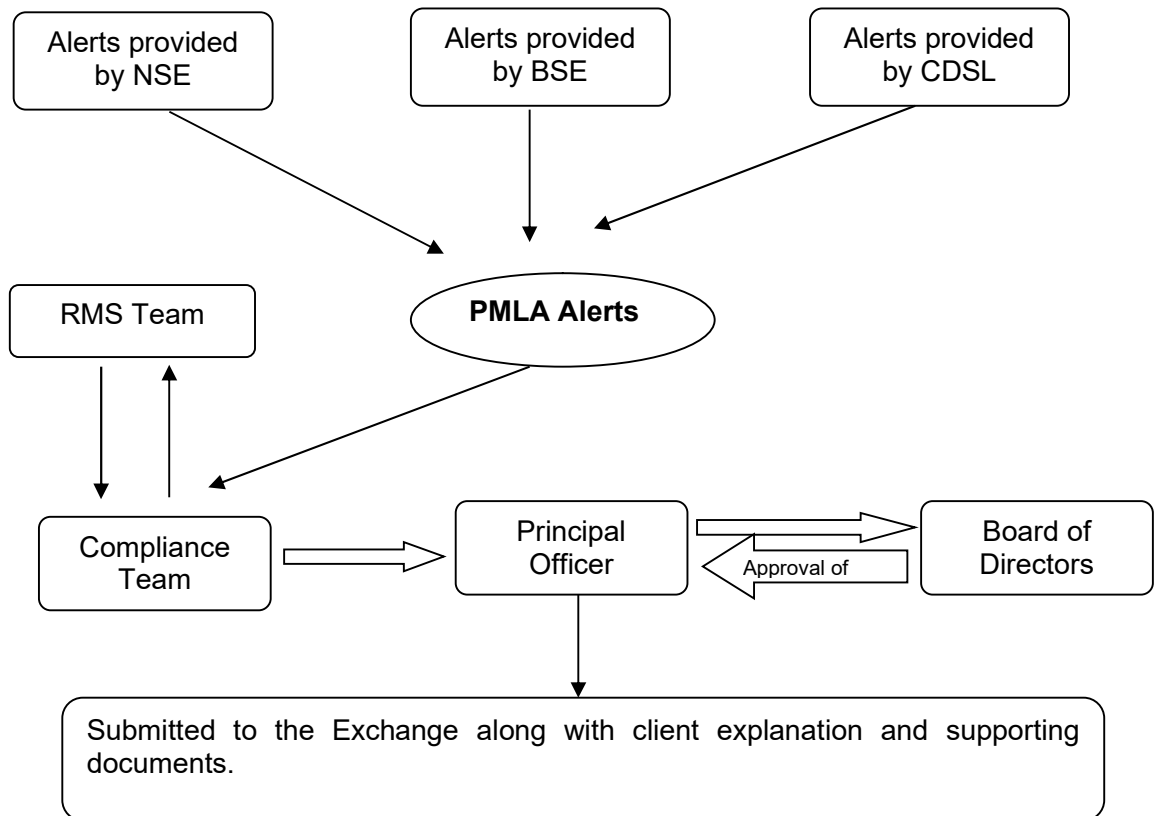 Alerts provided
by NSE
Alerts provided
by BSE
Alerts provided
by CDSL
PMLA Alerts
RMS Team
Compliance
Team
Principal
Officer
Approval of
Board of
Directors
Submitted to the Exchange along with client explanation and supporting
documents.